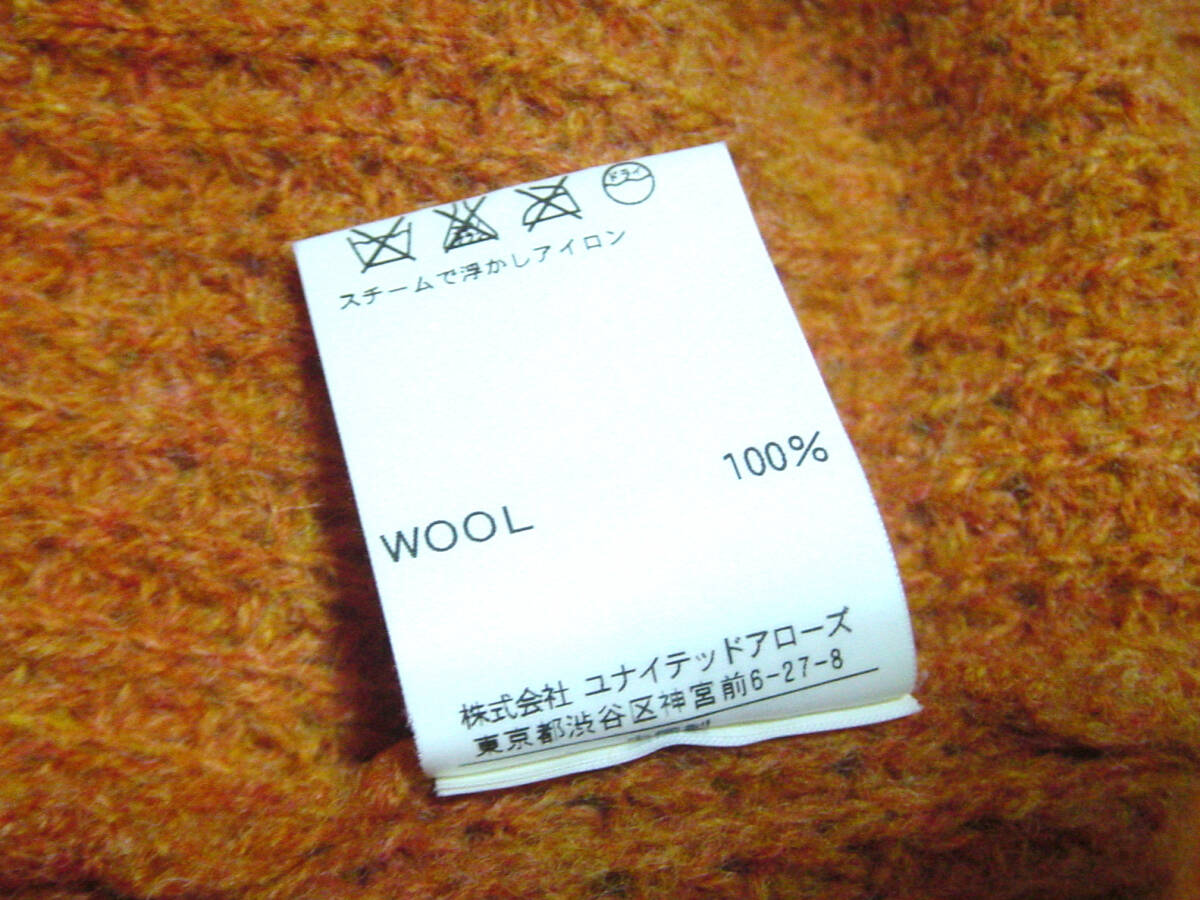 ドライ
スチームで浮かしアイロン
WOOL 100%
株式会社 ユナイテッドアローズ
東京都渋谷区神宮前6-27-8